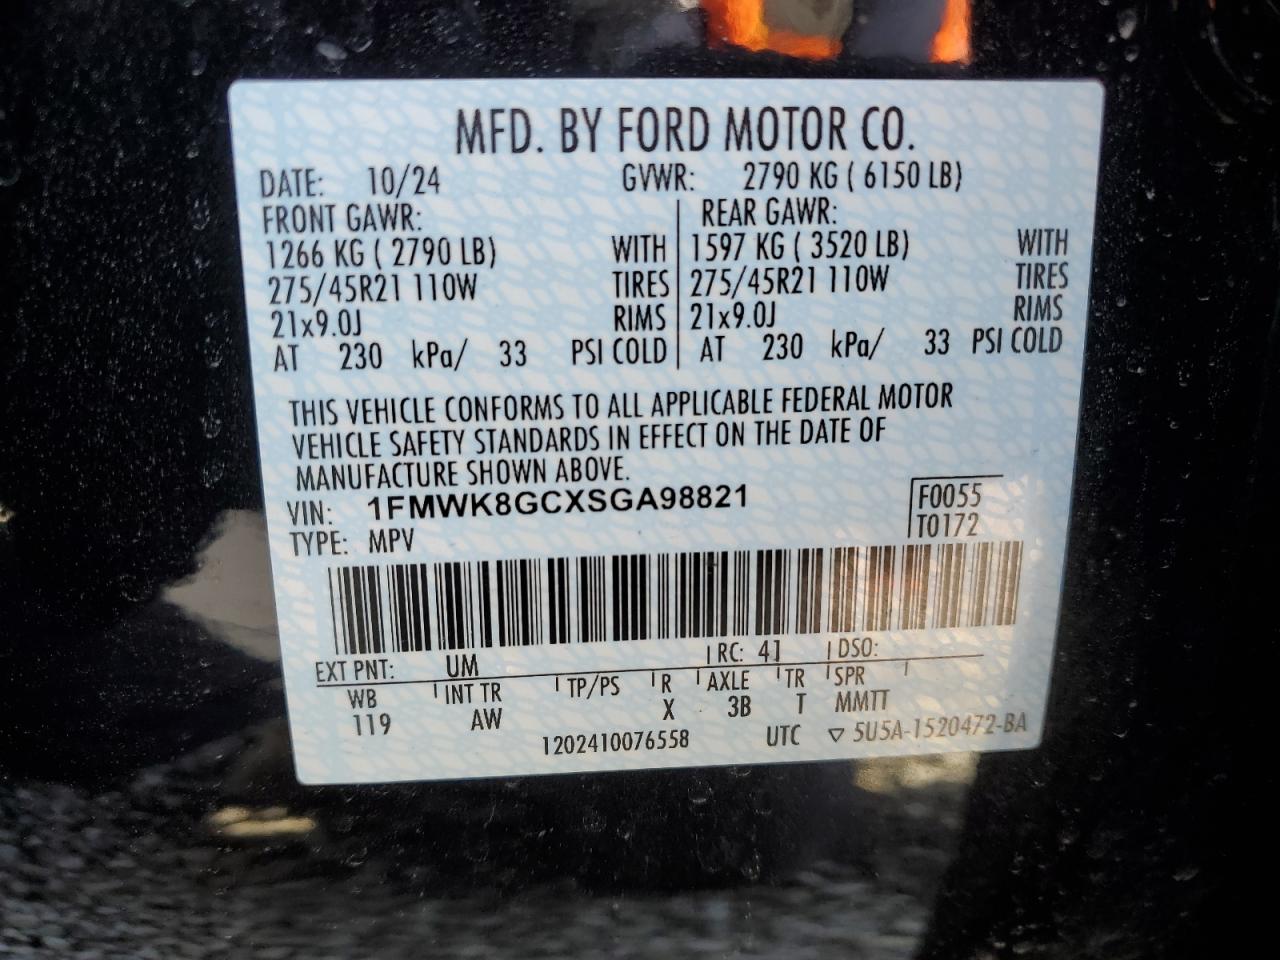 MFD. BY FORD MOTOR CO.
DATE: 10/24 GVWR: 2790 KG ( 6150 LB)
FRONT GAWR: REAR GAWR:
1266 KG ( 2790 LB) WITH 1597 KG ( 3520 LB) WITH
275/45R21 110W TIRES 275/45R21 110W TIRES
21x9.0J RIMS 21x9.0J RIMS
AT 230 kPa/ 33 PSI COLD AT 230 kPa/ 33 PSI COLD
THIS VEHICLE CONFORMS TO ALL APPLICABLE FEDERAL MOTOR
VEHICLE SAFETY STANDARDS IN EFFECT ON THE DATE OF
MANUFACTURE SHOWN ABOVE.
VIN: 1FMWK8GCXSGA98821 F0055
TYPE: MPV T0172
EXT PNT: UM RC: 41 DSO:
WB INT TR TP/PS R AXLE TR SPR
119 AW X 3B T MMTT
1202410076558 UTC ▽ 5U5A-1520472-BA